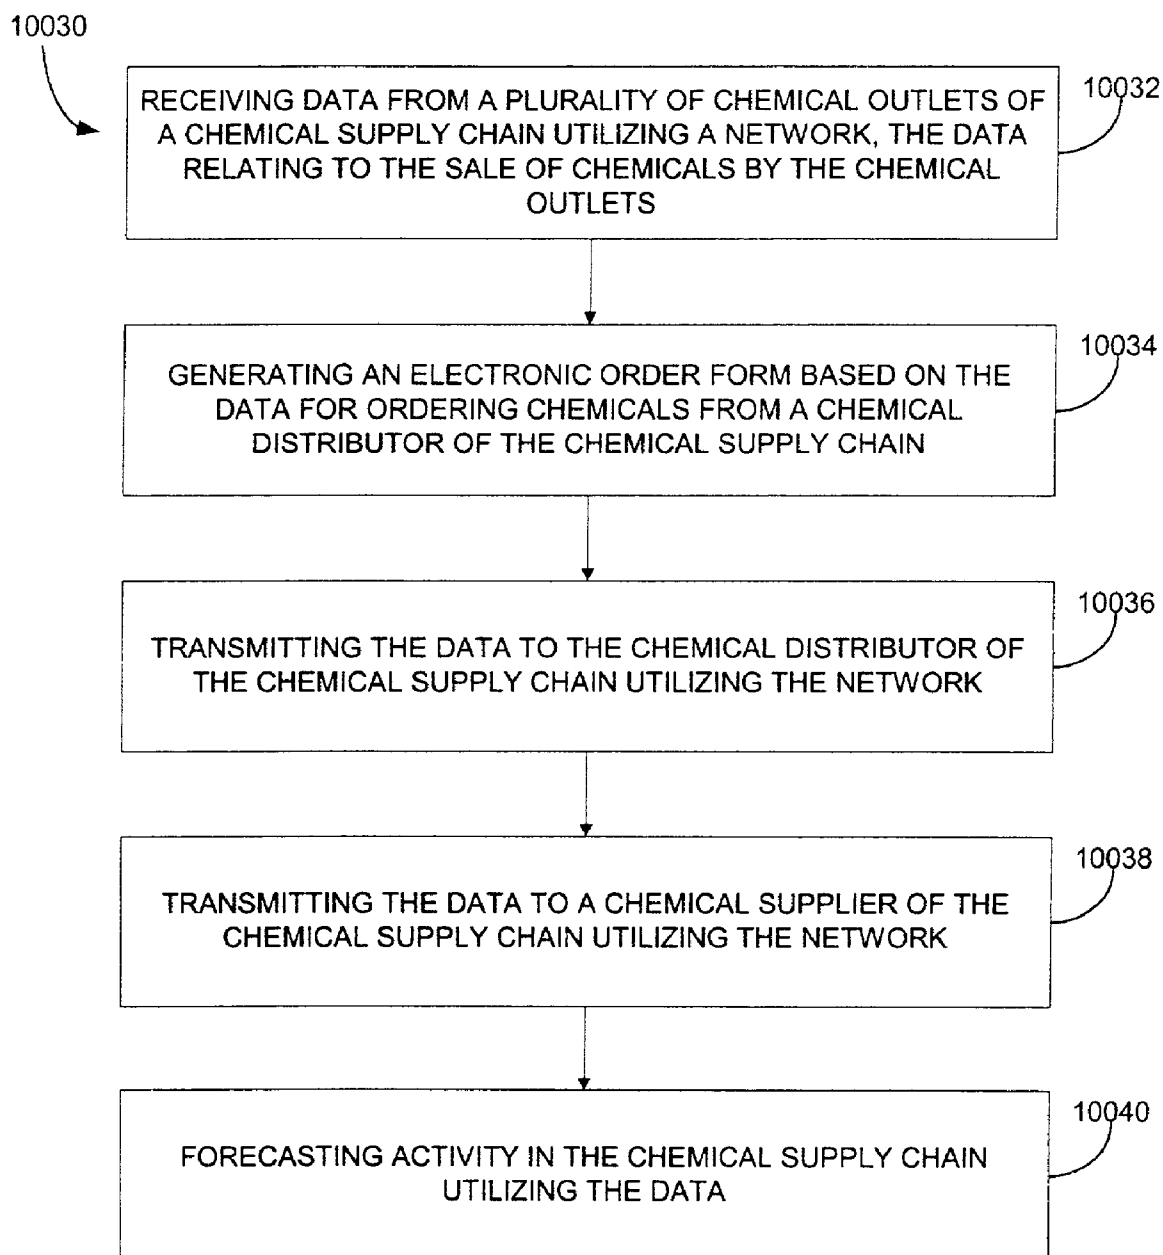 10030
10032
RECEIVING DATA FROM A PLURALITY OF CHEMICAL OUTLETS OF
A CHEMICAL SUPPLY CHAIN UTILIZING A NETWORK, THE DATA
RELATING TO THE SALE OF CHEMICALS BY THE CHEMICAL
OUTLETS
10034
GENERATING AN ELECTRONIC ORDER FORM BASED ON THE
DATA FOR ORDERING CHEMICALS FROM A CHEMICAL
DISTRIBUTOR OF THE CHEMICAL SUPPLY CHAIN
10036
TRANSMITTING THE DATA TO THE CHEMICAL DISTRIBUTOR OF
THE CHEMICAL SUPPLY CHAIN UTILIZING THE NETWORK
10038
TRANSMITTING THE DATA TO A CHEMICAL SUPPLIER OF THE
CHEMICAL SUPPLY CHAIN UTILIZING THE NETWORK
10040
FORECASTING ACTIVITY IN THE CHEMICAL SUPPLY CHAIN
UTILIZING THE DATA